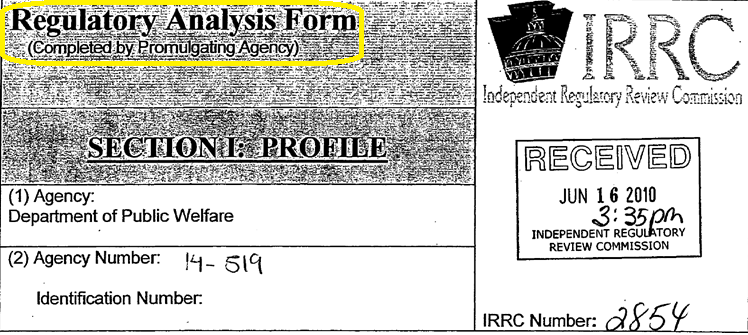 Regulatory Analysis Form
(Completed by Promulgating Agency)
IRRC
Independent Regulatory Review Commission
SECTION I: PROFILE
RECEIVED
JUN 16 2010
3:35pm
INDEPENDENT REGULATORY
REVIEW COMMISSION
(1) Agency:
Department of Public Welfare
(2) Agency Number: 14-519
Identification Number:
IRRC Number: 2854